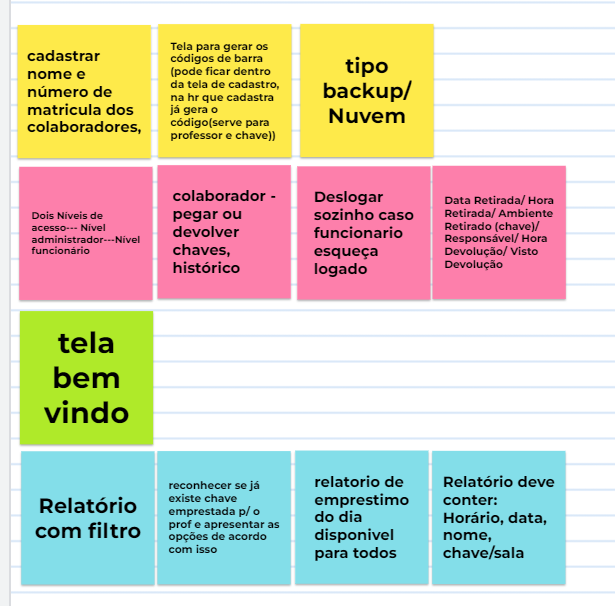 cadastrar
nome e
número de
matricula dos
colaboradores,
Tela para gerar os
códigos de barra
(pode ficar dentro
da tela de cadastro,
na hr que cadastra
já gera o
código(serve para
professor e chave))
tipo
backup/
Nuvem
Dois Níveis de
acesso--- Nível
administrador---Nível
funcionário
colaborador -
pegar ou
devolver
chaves,
histórico
Deslogar
sozinho caso
funcionario
esqueça
logado
Data Retirada/ Hora
Retirada/ Ambiente
Retirado (chave)/
Responsável/ Hora
Devolução/ Visto
Devolução
tela
bem
vindo
Relatório
com filtro
reconhecer se já
existe chave
emprestada p/ o
prof e apresentar as
opções de acordo
com isso
relatorio de
emprestimo
do dia
disponivel
para todos
Relatório deve
conter:
Horário, data,
nome,
chave/sala